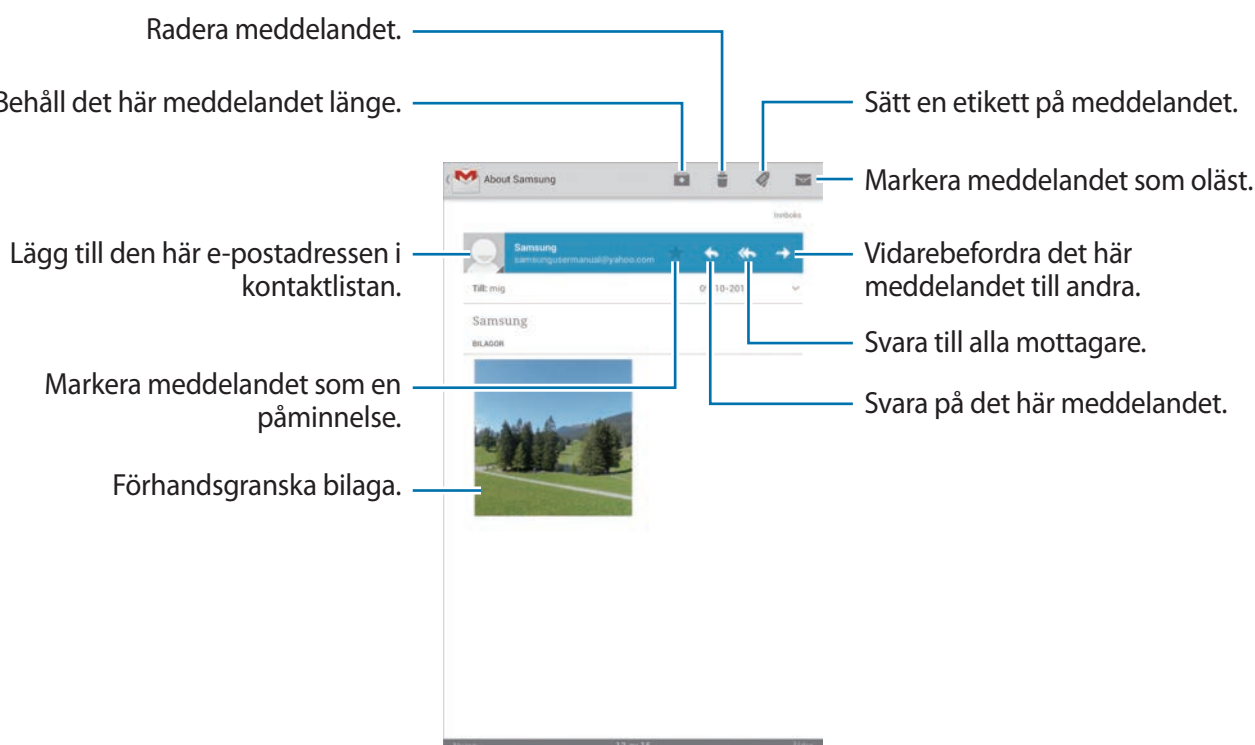 Radera meddelandet.
Behåll det här meddelandet länge.
Sätt en etikett på meddelandet.
About Samsung
Markera meddelandet som oläst.
Lägg till den här e-postadressen i
kontaktlistan.
Samsung
samsungusermanual@yahoo.com
Vidarebefordra det här
meddelandet till andra.
Till: mig
Samsung
BILAGOR
Svara till alla mottagare.
Markera meddelandet som en
påminnelse.
Svara på det här meddelandet.
Förhandsgranska bilaga.